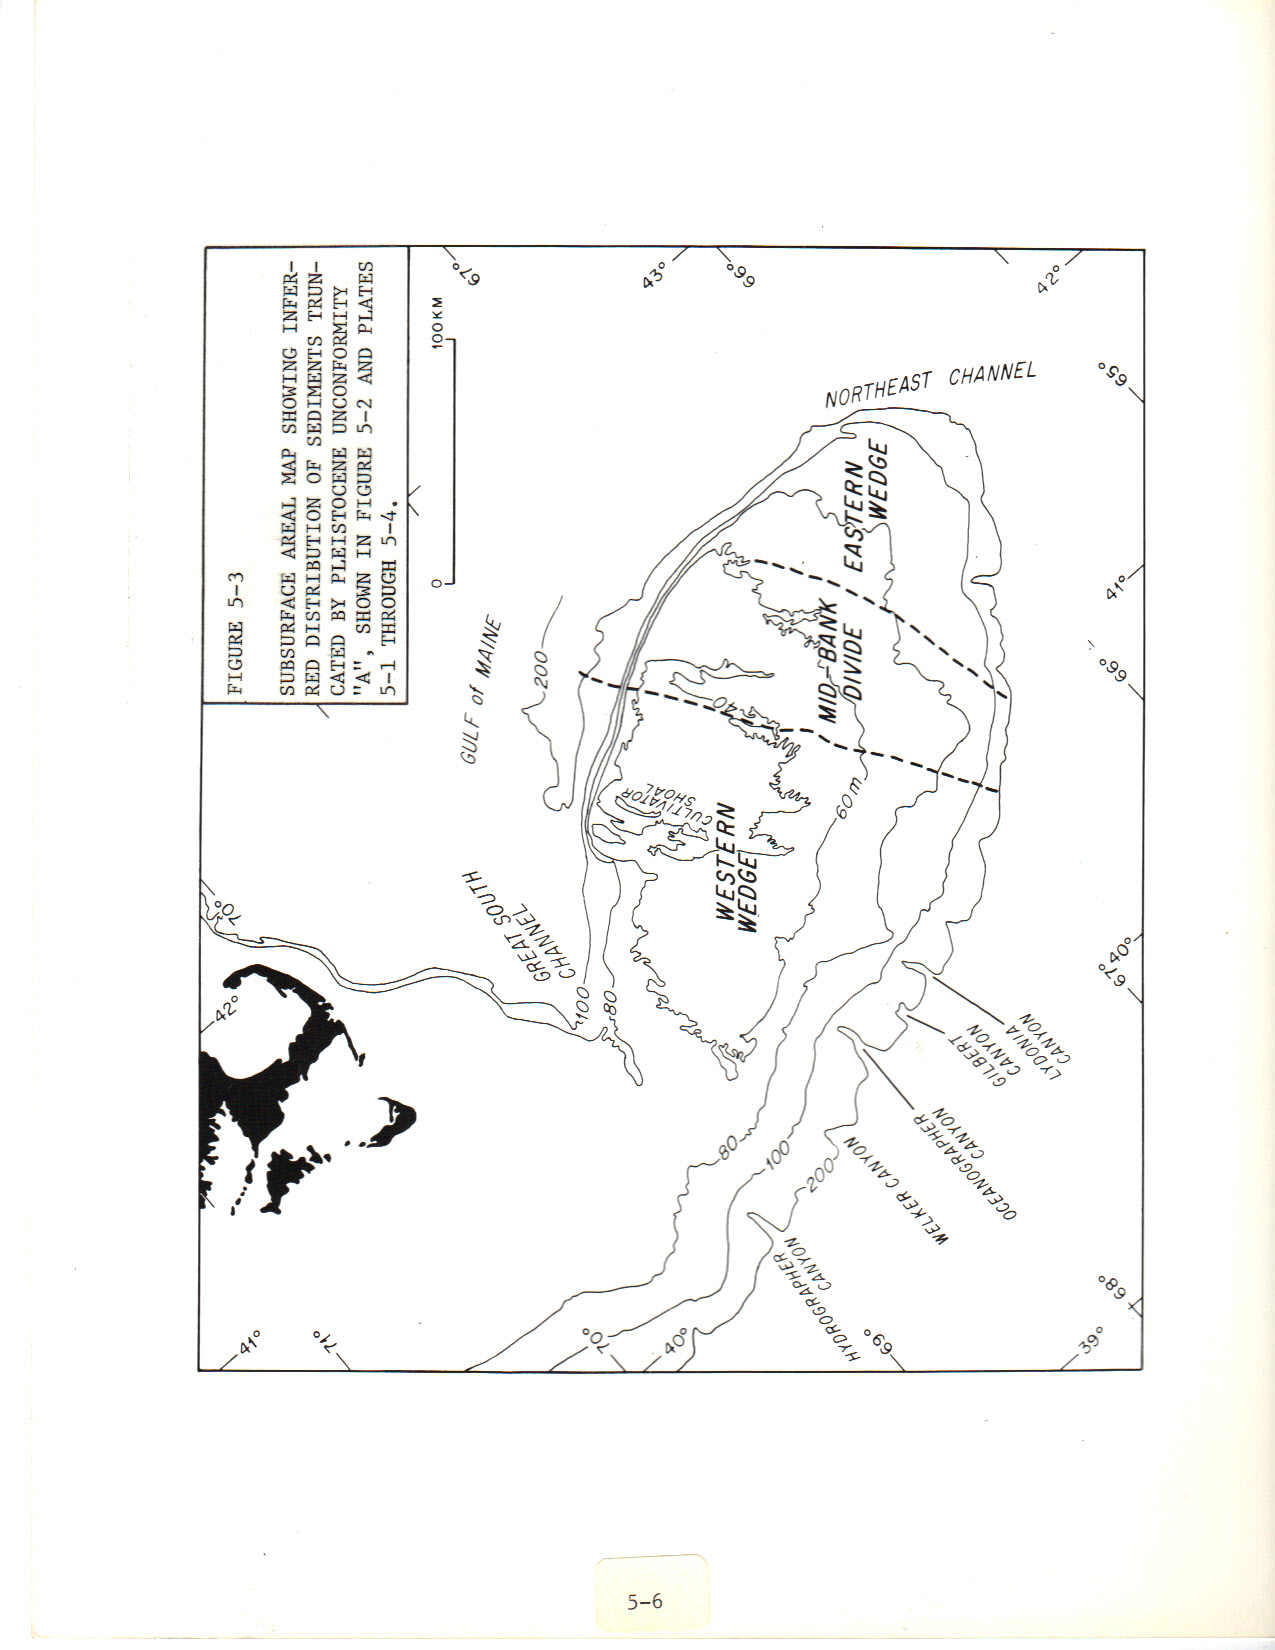 FIGURE 5-3
SUBSURFACE AREAL MAP SHOWING INFER-
RED DISTRIBUTION OF SEDIMENTS TRUN-
CATED BY PLEISTOCENE UNCONFORMITY
"A", SHOWN IN FIGURE 5-2 AND PLATES
5-1 THROUGH 5-4.
0 100 KM
67°
43°
66°
42°
65°
41°
66°
40°
67°
68°
39°
69°
40°
70°
71°
41°
42°
70°
GULF of MAINE
200
NORTHEAST CHANNEL
EASTERN
WEDGE
MID-BANK
DIVIDE
40
CULTIVATOR
SHOAL
WESTERN
WEDGE
60m
GREAT SOUTH
CHANNEL
100
80
80
100
200
LYDONIA
CANYON
GILBERT
CANYON
OCEANOGRAPHER
CANYON
WELKER CANYON
HYDROGRAPHER
CANYON
5-6